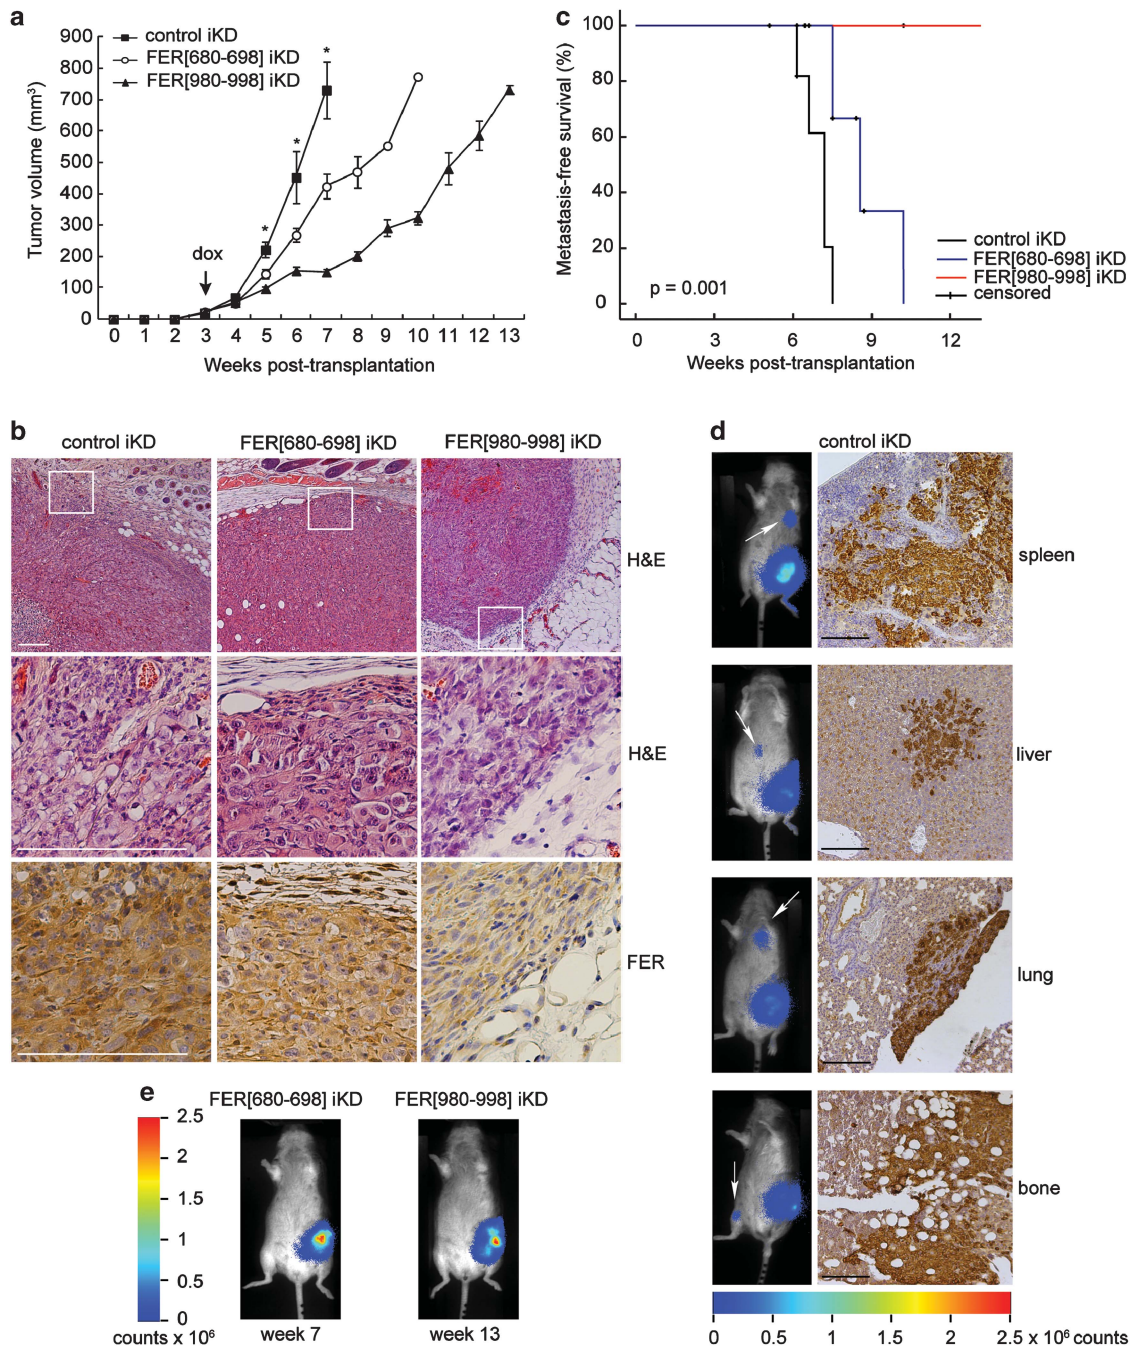 a
control iKD
FER[680-698] iKD
FER[980-998] iKD
Tumor volume (mm³)
900
800
700
600
500
400
300
200
100
0
* * *
dox
0 1 2 3 4 5 6 7 8 9 10 11 12 13
Weeks post-transplantation
c
Metastasis-free survival (%)
100
80
60
40
20
0
p = 0.001
control iKD
FER[680-698] iKD
FER[980-998] iKD
censored
0 3 6 9 12
Weeks post-transplantation
b
control iKD FER[680-698] iKD FER[980-998] iKD
H&E
H&E
FER
d
control iKD
spleen
liver
lung
bone
0 0.5 1 1.5 2 2.5 x 10⁶ counts
e
FER[680-698] iKD FER[980-998] iKD
2.5
2
1.5
1
0.5
0
counts x 10⁶
week 7 week 13